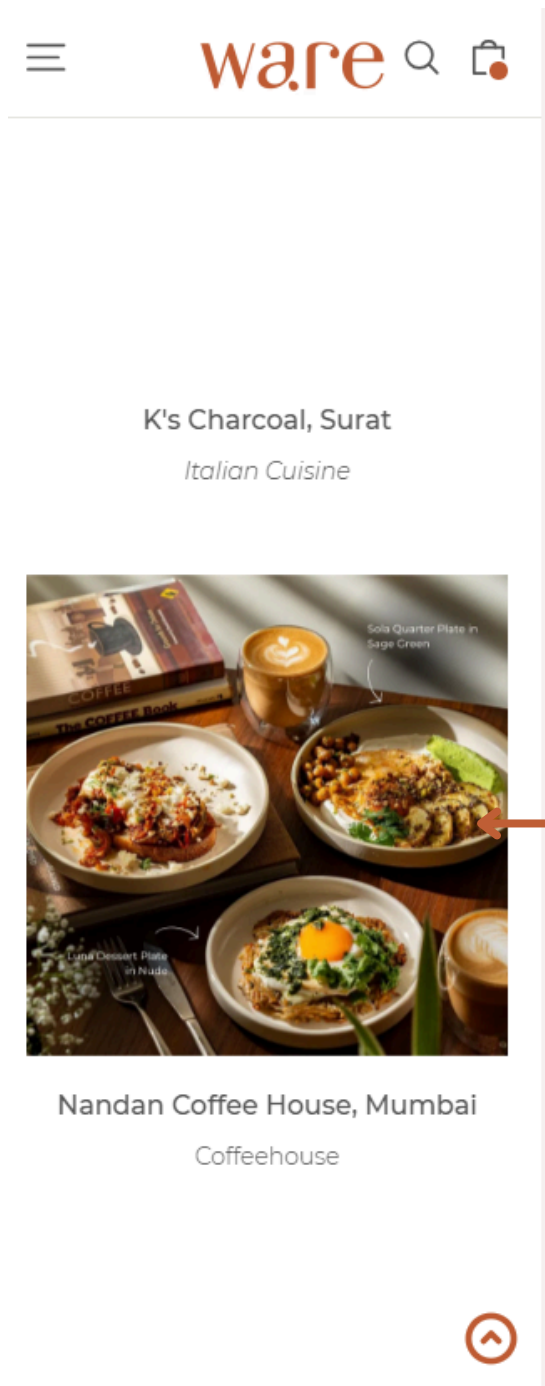 ware
K's Charcoal, Surat
Italian Cuisine
Sola Quarter Plate in
Sage Green
COFFEE
The COFFEE Book
Luna Dessert Plate
in Nude
Nandan Coffee House, Mumbai
Coffeehouse